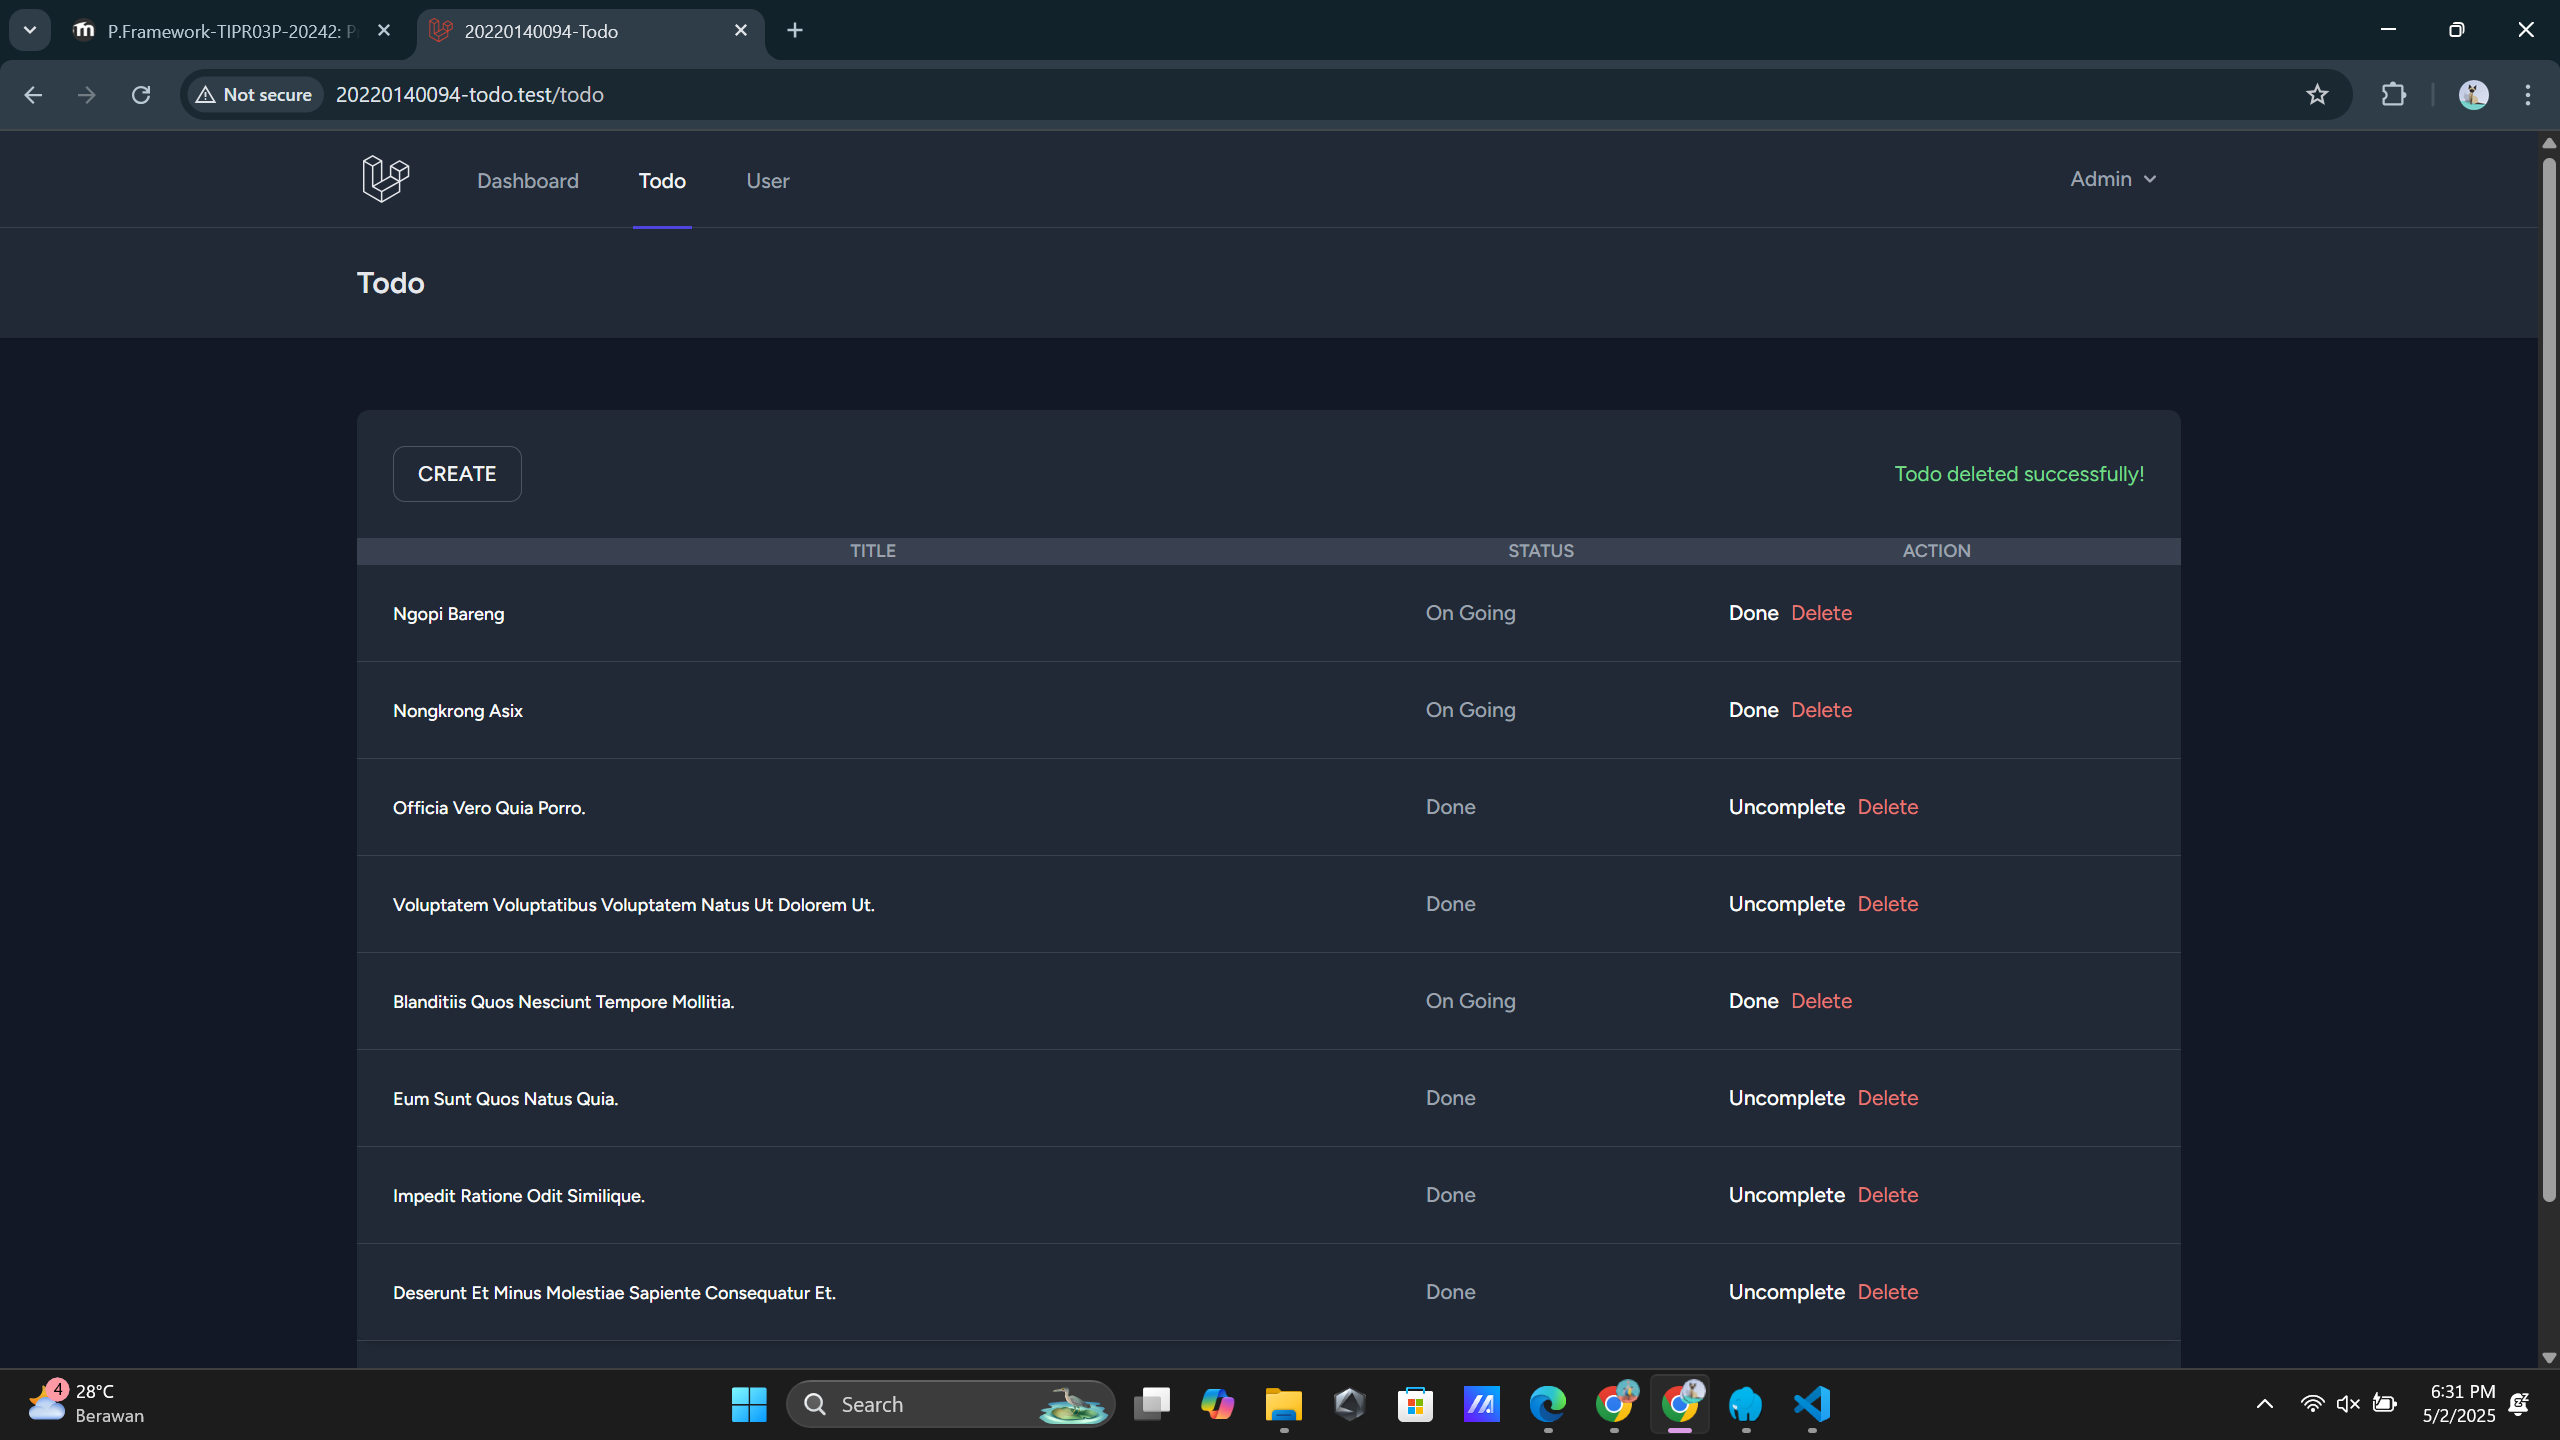 P.Framework-TIPR03P-20242: P
20220140094-Todo
Not secure
20220140094-todo.test/todo
Dashboard
Todo
User
Admin
Todo
CREATE
Todo deleted successfully!
TITLE STATUS ACTION
Ngopi Bareng On Going Done Delete
Nongkrong Asix On Going Done Delete
Officia Vero Quia Porro. Done Uncomplete Delete
Voluptatem Voluptatibus Voluptatem Natus Ut Dolorem Ut. Done Uncomplete Delete
Blanditiis Quos Nesciunt Tempore Mollitia. On Going Done Delete
Eum Sunt Quos Natus Quia. Done Uncomplete Delete
Impedit Ratione Odit Similique. Done Uncomplete Delete
Deserunt Et Minus Molestiae Sapiente Consequatur Et. Done Uncomplete Delete
4
28°C
Berawan
Search
6:31 PM
5/2/2025